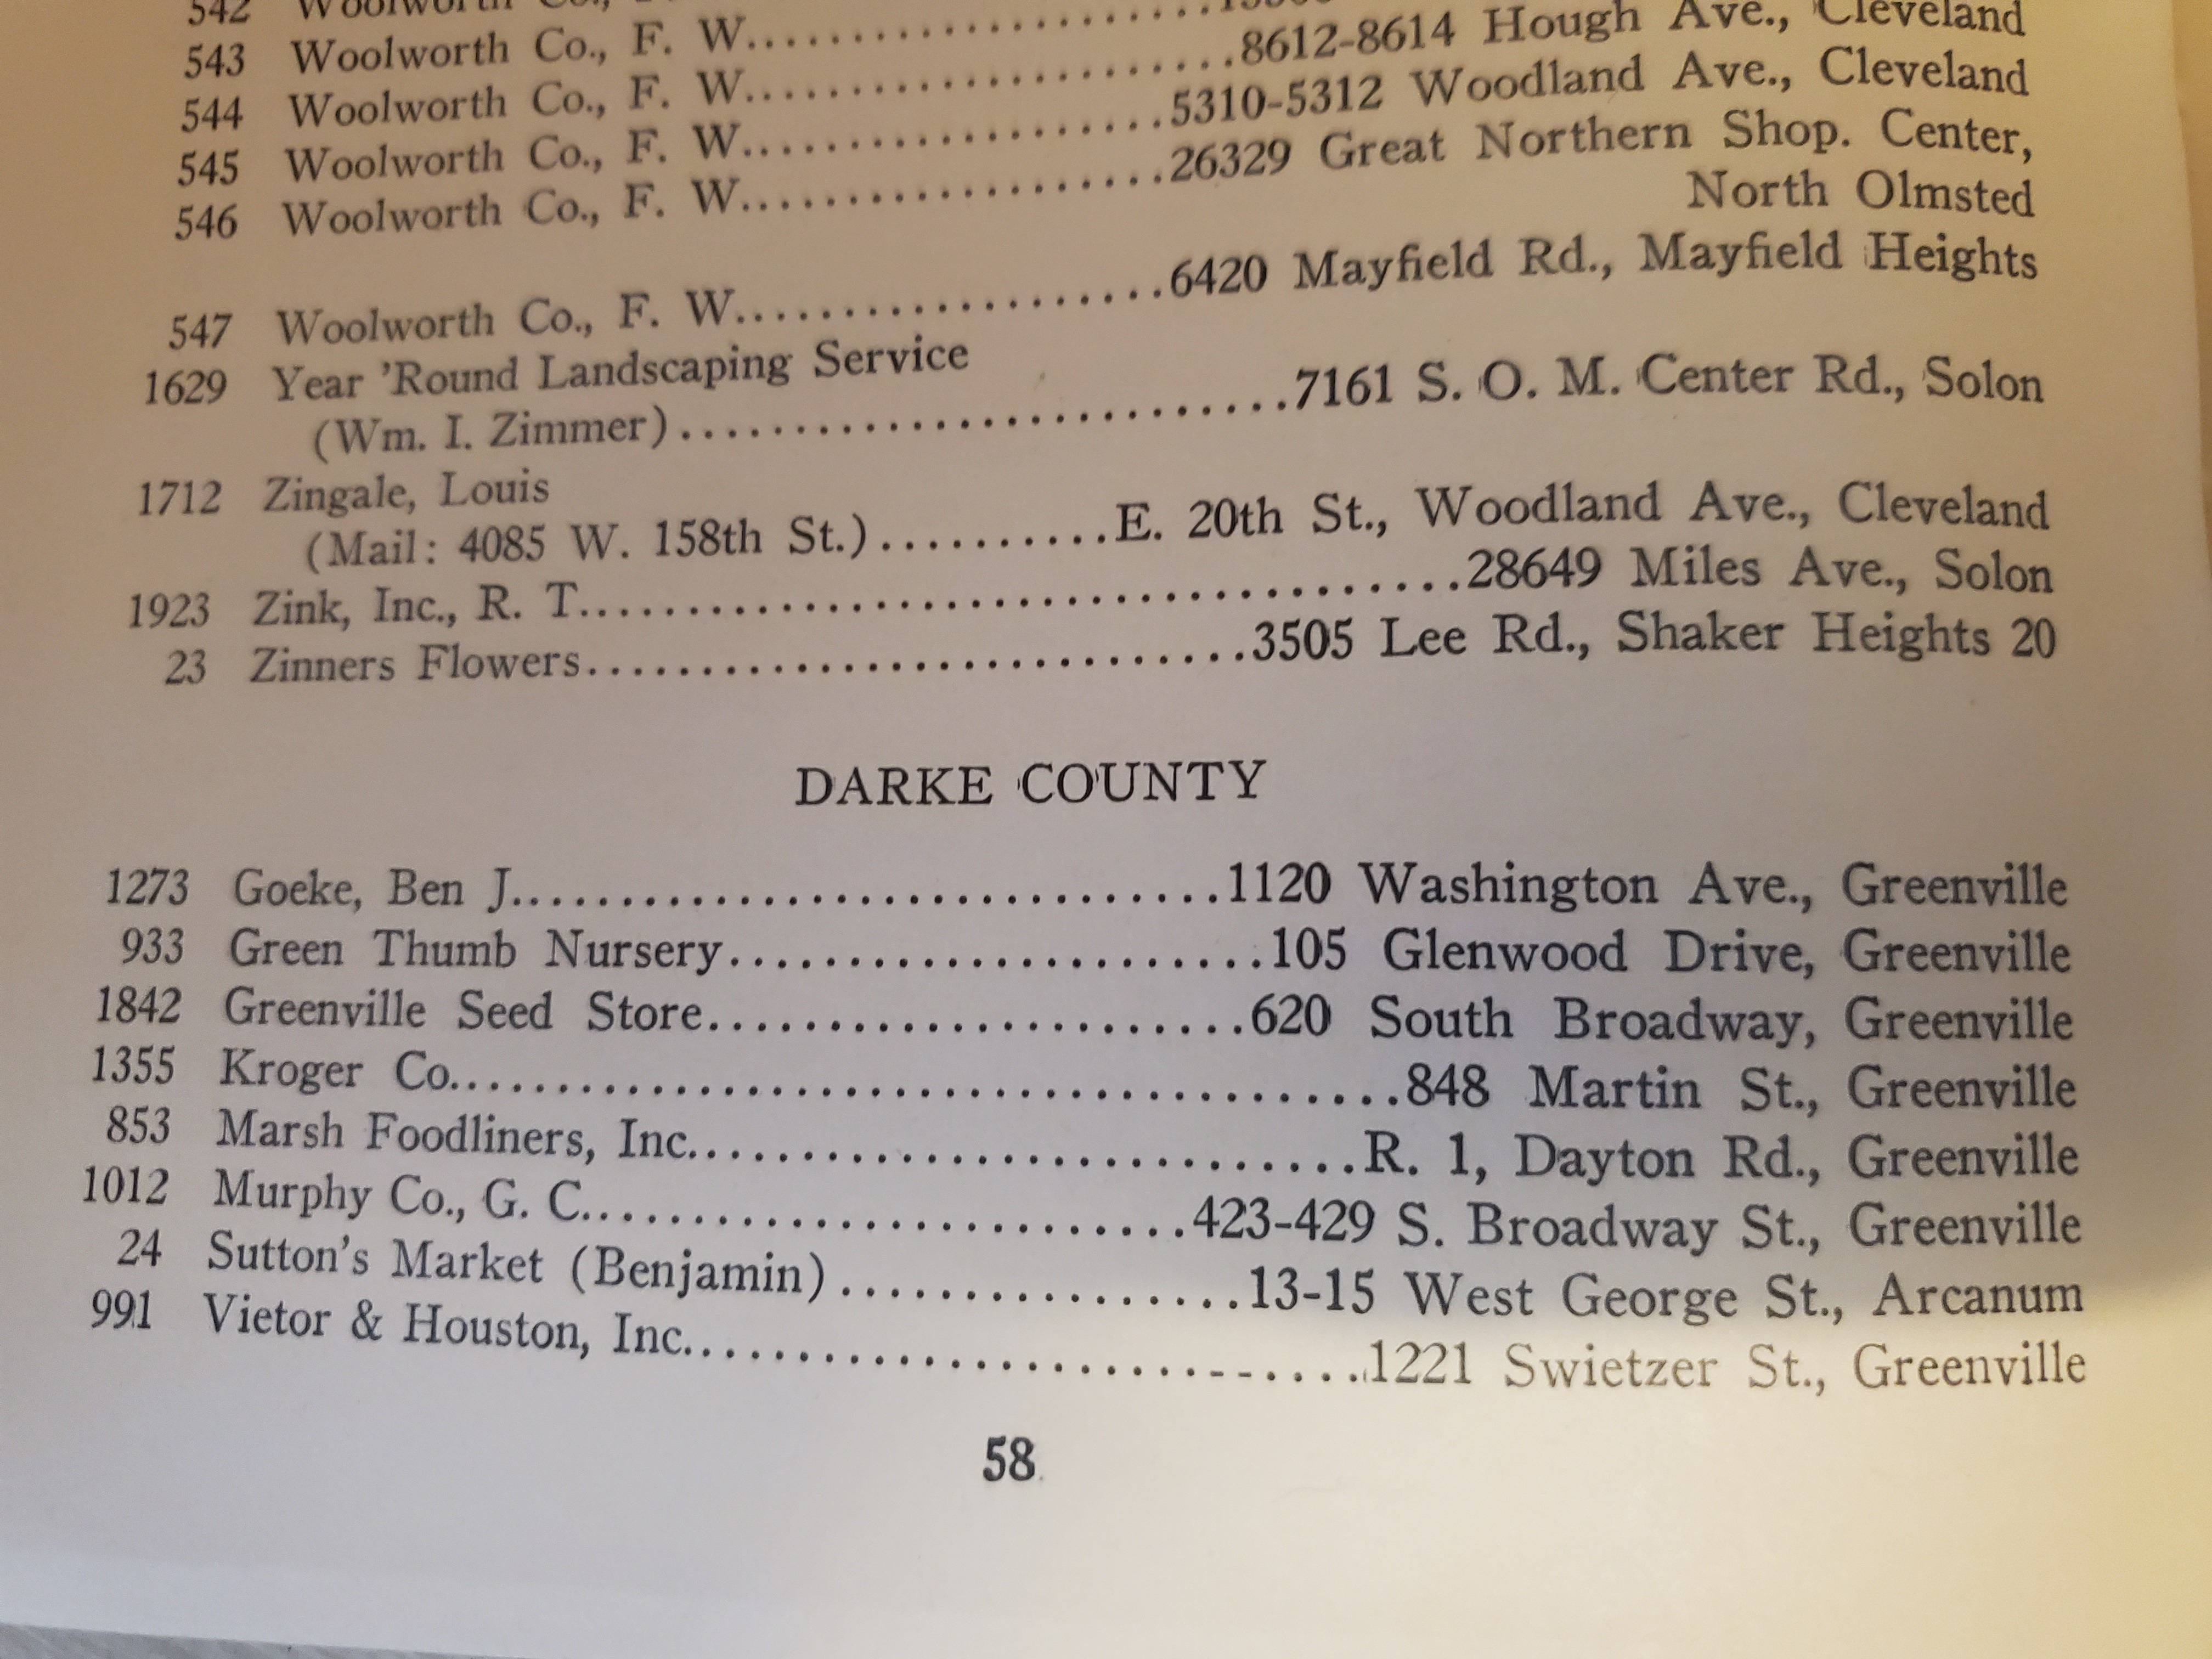 542 Woolworth Co.,
543 Woolworth Co., F. W.
544 Woolworth Co., F. W.....................8612-8614 Hough Ave., Cleveland
545 Woolworth Co., F. W..................5310-5312 Woodland Ave., Cleveland
546 Woolworth Co., F. W..................26329 Great Northern Shop. Center,
North Olmsted
547 Woolworth Co., F. W..................6420 Mayfield Rd., Mayfield Heights
1629 Year 'Round Landscaping Service
(Wm. I. Zimmer)..........................7161 S. O. M. Center Rd., Solon
1712 Zingale, Louis
(Mail: 4085 W. 158th St.)..........E. 20th St., Woodland Ave., Cleveland
1923 Zink, Inc., R. T.....................................28649 Miles Ave., Solon
23 Zinners Flowers.............................3505 Lee Rd., Shaker Heights 20
DARKE COUNTY
1273 Goeke, Ben J...............................1120 Washington Ave., Greenville
933 Green Thumb Nursery.......................105 Glenwood Drive, Greenville
1842 Greenville Seed Store.......................620 South Broadway, Greenville
1355 Kroger Co.........................................848 Martin St., Greenville
853 Marsh Foodliners, Inc.............................R. 1, Dayton Rd., Greenville
1012 Murphy Co., G. C..........................423-429 S. Broadway St., Greenville
24 Sutton's Market (Benjamin).................13-15 West George St., Arcanum
991 Vietor & Houston, Inc.............................1221 Swietzer St., Greenville
58